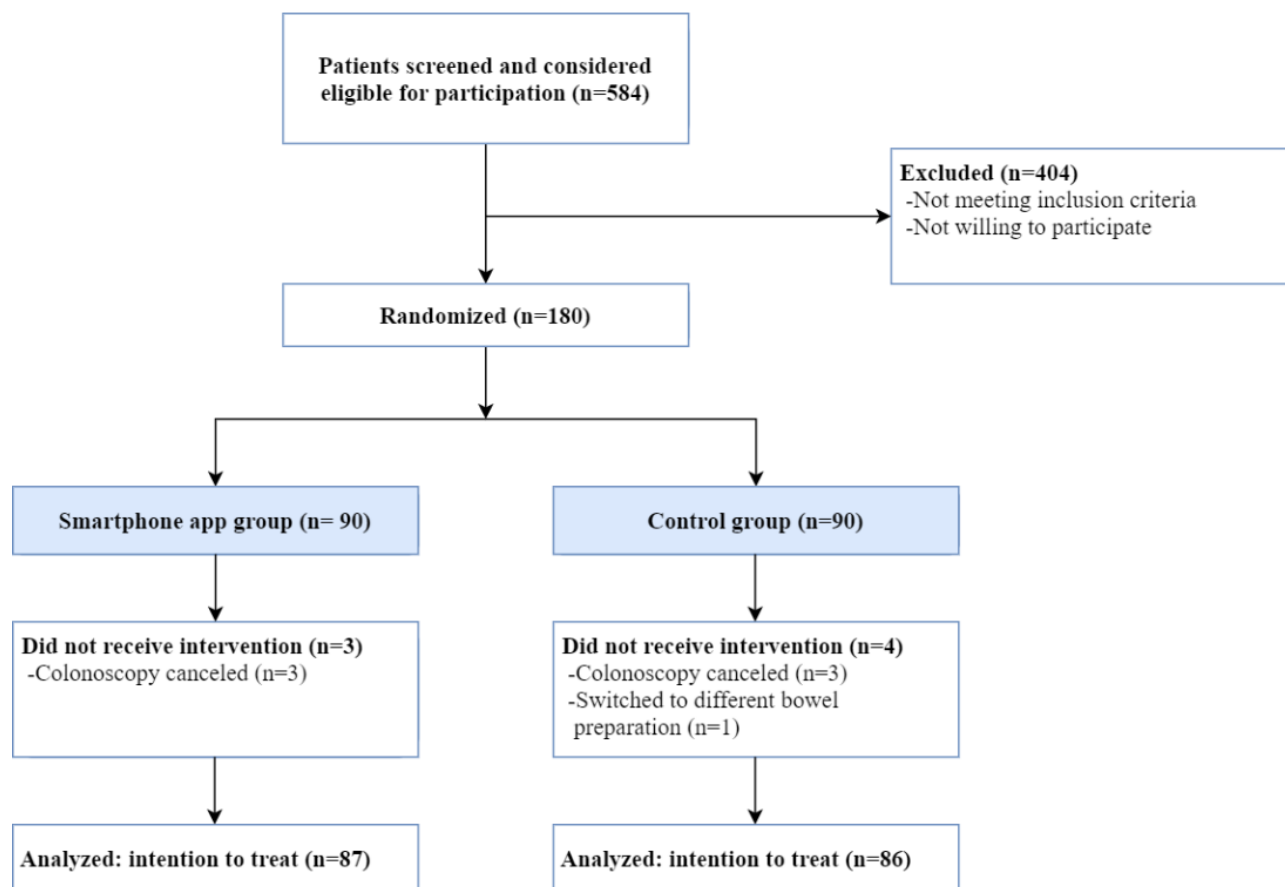 Patients screened and considered
eligible for participation (n=584)
Excluded (n=404)
-Not meeting inclusion criteria
-Not willing to participate
Randomized (n=180)
Smartphone app group (n= 90)
Control group (n=90)
Did not receive intervention (n=3)
-Colonoscopy canceled (n=3)
Did not receive intervention (n=4)
-Colonoscopy canceled (n=3)
-Switched to different bowel
preparation (n=1)
Analyzed: intention to treat (n=87)
Analyzed: intention to treat (n=86)